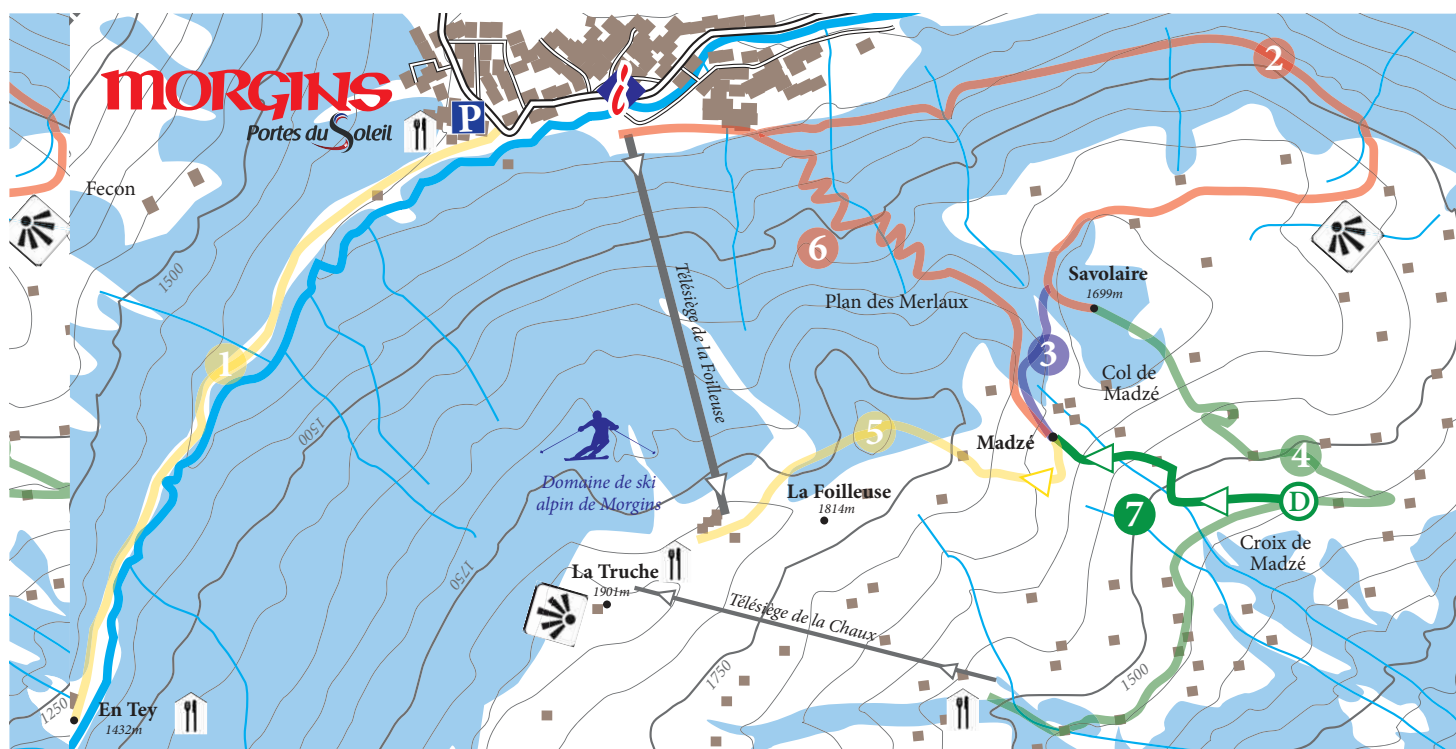 MORGINS
Portes du Soleil
P
i
2
Fecon
1500
6
Savolaire
1699m
Plan des Merlaux
Télésiège de la Foilleuse
3
1
Col de
Madzé
1500
5
Madzé
4
Domaine de ski
alpin de Morgins
La Foilleuse
1814m
7
D
Croix de
Madzé
La Truche
1901m
1750
Télésiège de la Chaux
1750
1500
1250
En Tey
1432m